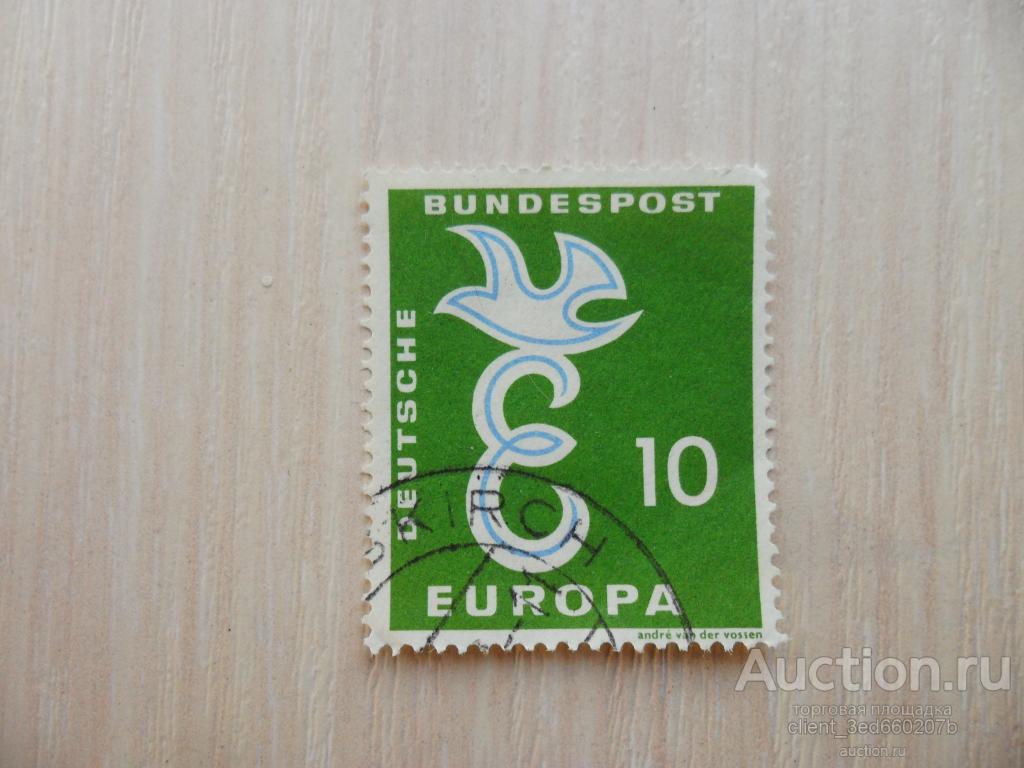 BUNDESPOST
DEUTSCHE
10
KIRCH
EUROPA
andré van der vossen
Auction.ru
торговая площадка
client_3ed660207b
auction.ru